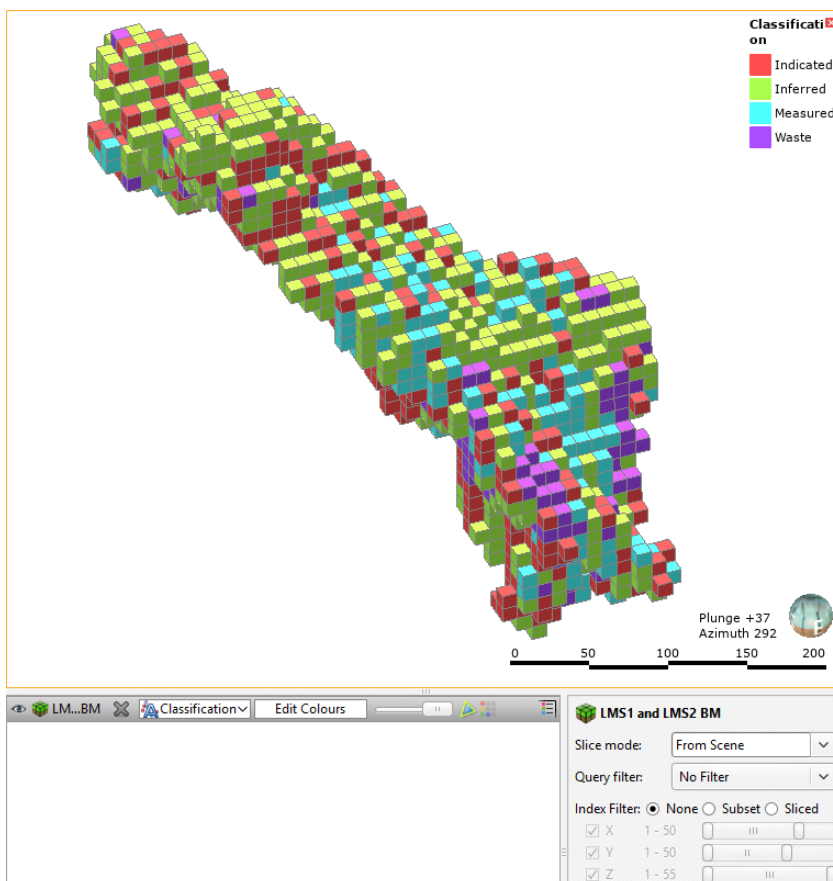 Classificati
on
Indicated
Inferred
Measured
Waste
Plunge +37
Azimuth 292
0 50 100 150 200
LM...BM Classification Edit Colours
LMS1 and LMS2 BM
Slice mode: From Scene
Query filter: No Filter
Index Filter: None Subset Sliced
X 1 - 50
Y 1 - 50
Z 1 - 55